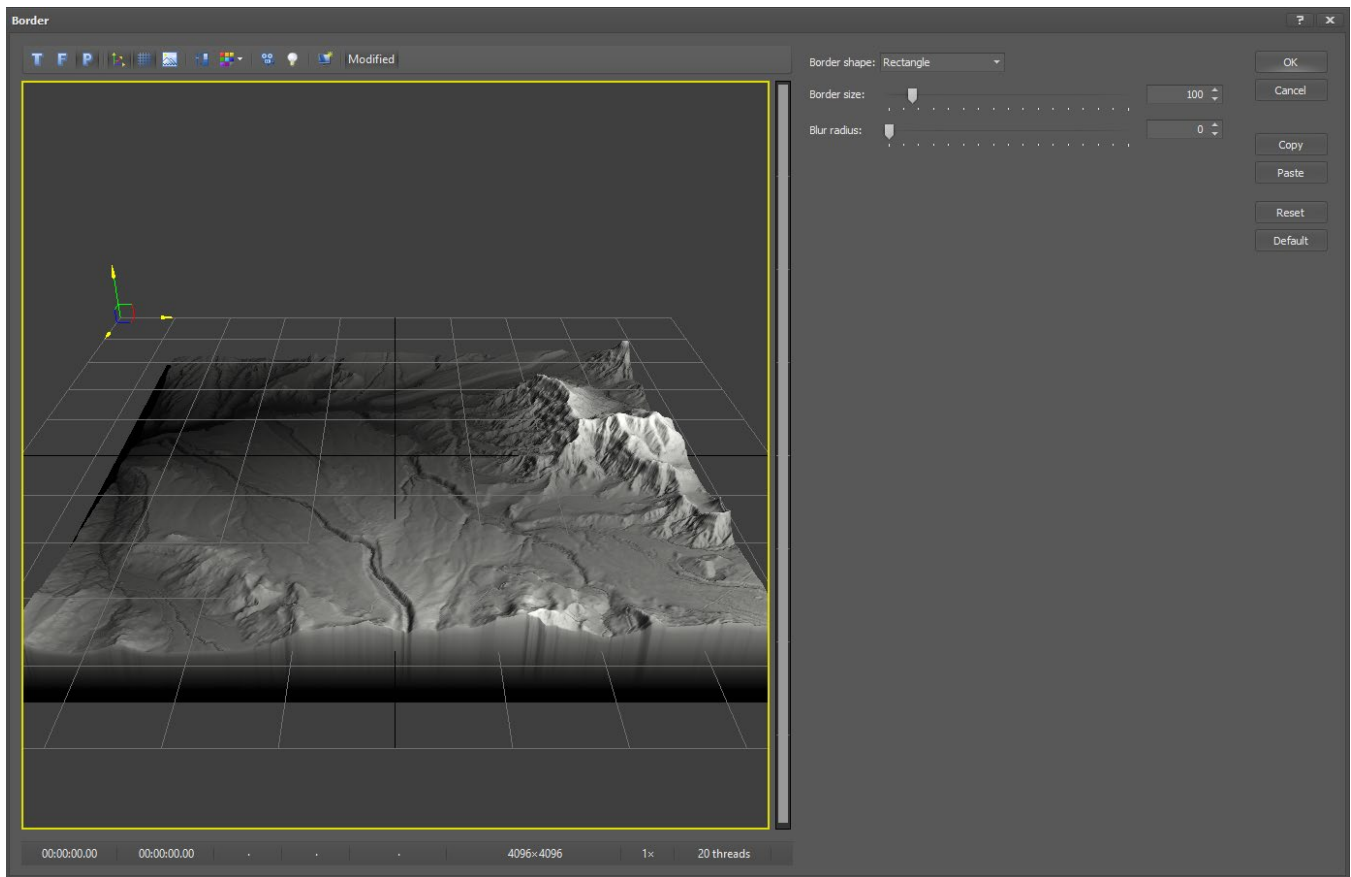 Border
? ×
T F P Modified
Border shape: Rectangle
OK
Border size: 100
Cancel
Blur radius: 0
Copy
Paste
Reset
Default
00:00:00.00 00:00:00.00 . . . 4096×4096 1× 20 threads